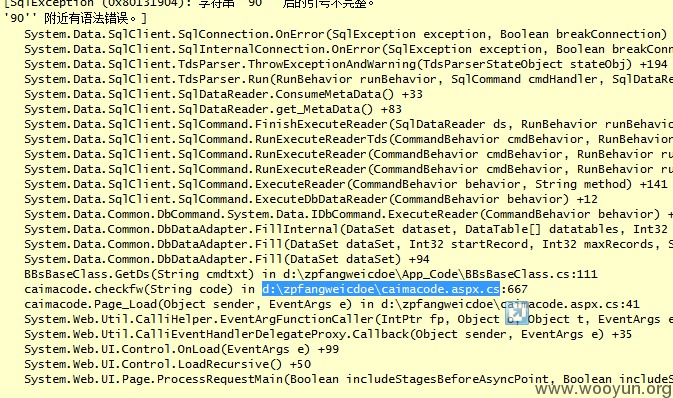 [SqlException (0x80131904): 字符串 '90'' 后的引号不完整。
'90'' 附近有语法错误。]
System.Data.SqlClient.SqlConnection.OnError(SqlException exception, Boolean breakConnection)
System.Data.SqlClient.SqlInternalConnection.OnError(SqlException exception, Boolean breakConn
System.Data.SqlClient.TdsParser.ThrowExceptionAndWarning(TdsParserStateObject stateObj) +194
System.Data.SqlClient.TdsParser.Run(RunBehavior runBehavior, SqlCommand cmdHandler, SqlDataRe
System.Data.SqlClient.SqlDataReader.ConsumeMetaData() +33
System.Data.SqlClient.SqlDataReader.get_MetaData() +83
System.Data.SqlClient.SqlCommand.FinishExecuteReader(SqlDataReader ds, RunBehavior runBehavio
System.Data.SqlClient.SqlCommand.RunExecuteReaderTds(CommandBehavior cmdBehavior, RunBehavior
System.Data.SqlClient.SqlCommand.RunExecuteReader(CommandBehavior cmdBehavior, RunBehavior ru
System.Data.SqlClient.SqlCommand.RunExecuteReader(CommandBehavior cmdBehavior, RunBehavior ru
System.Data.SqlClient.SqlCommand.ExecuteReader(CommandBehavior behavior, String method) +141
System.Data.SqlClient.SqlCommand.ExecuteDbDataReader(CommandBehavior behavior) +12
System.Data.Common.DbCommand.System.Data.IDbCommand.ExecuteReader(CommandBehavior behavior) +
System.Data.Common.DbDataAdapter.FillInternal(DataSet dataset, DataTable[] datatables, Int32
System.Data.Common.DbDataAdapter.Fill(DataSet dataSet, Int32 startRecord, Int32 maxRecords, S
System.Data.Common.DbDataAdapter.Fill(DataSet dataSet) +94
BBsBaseClass.GetDs(String cmdtxt) in d:\zpfangweicdoe\App_Code\BBsBaseClass.cs:111
caimacode.checkfw(String code) in d:\zpfangweicdoe\caimacode.aspx.cs:667
caimacode.Page_Load(Object sender, EventArgs e) in d:\zpfangweicdoe\caimacode.aspx.cs:41
System.Web.Util.CalliHelper.EventArgFunctionCaller(IntPtr fp, Object o, Object t, EventArgs e
System.Web.Util.CalliEventHandlerDelegateProxy.Callback(Object sender, EventArgs e) +35
System.Web.UI.Control.OnLoad(EventArgs e) +99
System.Web.UI.Control.LoadRecursive() +50
System.Web.UI.Page.ProcessRequestMain(Boolean includeStagesBeforeAsyncPoint, Boolean includeS
www.wooyun.org